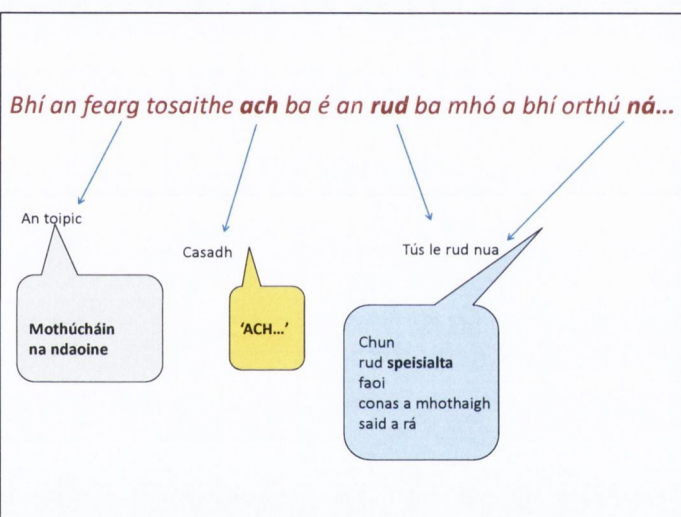 Bhí an fearg tosaithe ach ba é an rud ba mhó a bhí orthú ná...
An toipic
Casadh
Tús le rud nua
Mothúcháin
na ndaoine
‘ACH...’
Chun
rud speisialta
faoi
conas a mhothaigh
said a rá